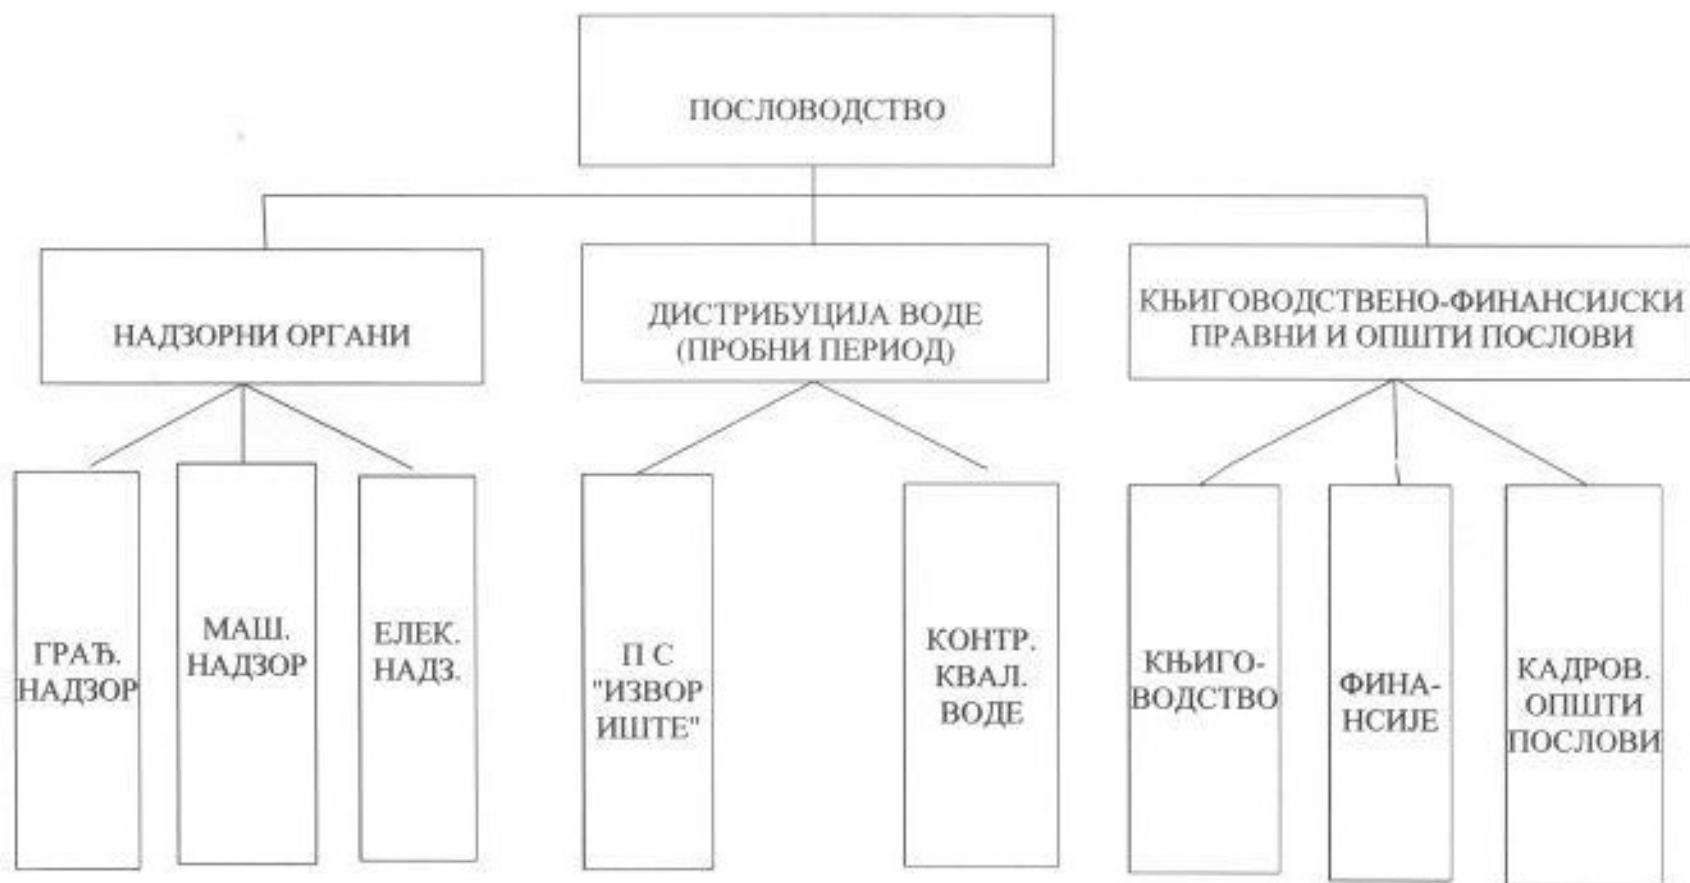 ПОСЛОВОДСТВО
НАДЗОРНИ ОРГАНИ
ДИСТРИБУЦИЈА ВОДЕ
(ПРОБНИ ПЕРИОД)
КЊИГОВОДСТВЕНО-ФИНАНСИЈСКИ
ПРАВНИ И ОПШТИ ПОСЛОВИ
ГРАЂ.
НАДЗОР
МАШ.
НАДЗОР
ЕЛЕК.
НАДЗ.
П С
"ИЗВОР
ИШТЕ"
КОНТР.
КВАЛ.
ВОДЕ
КЊИГО-
ВОДСТВО
ФИНА-
НСИЈЕ
КАДРОВ.
ОПШТИ
ПОСЛОВИ